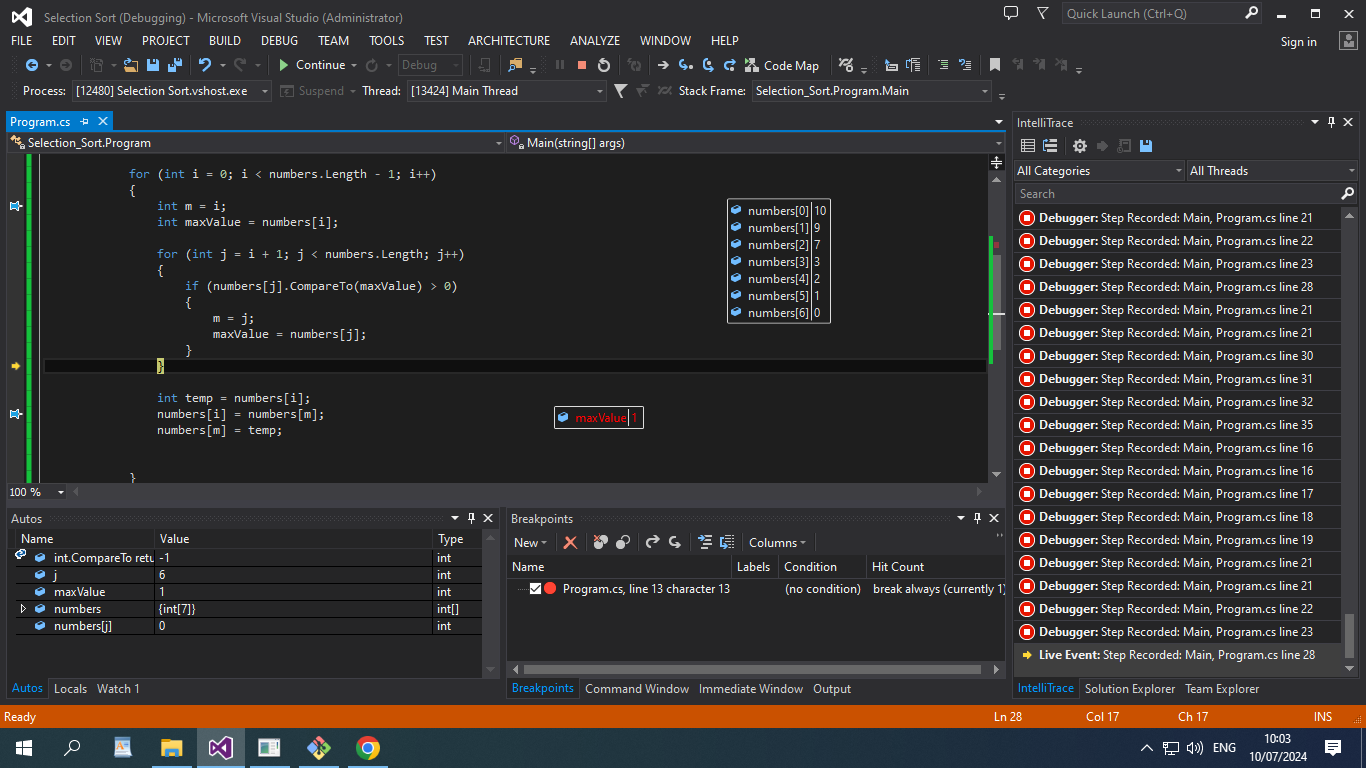 Selection Sort (Debugging) - Microsoft Visual Studio (Administrator)
Quick Launch (Ctrl+Q)
FILE EDIT VIEW PROJECT BUILD DEBUG TEAM TOOLS TEST ARCHITECTURE ANALYZE WINDOW HELP
Sign in
Continue Debug Code Map
Process: [12480] Selection Sort.vshost.exe Suspend Thread: [13424] Main Thread Stack Frame: Selection_Sort.Program.Main
Program.cs
Selection_Sort.Program Main(string[] args)
for (int i = 0; i < numbers.Length - 1; i++)
{
int m = i;
int maxValue = numbers[i];
for (int j = i + 1; j < numbers.Length; j++)
{
if (numbers[j].CompareTo(maxValue) > 0)
{
m = j;
maxValue = numbers[j];
}
}
int temp = numbers[i];
numbers[i] = numbers[m];
numbers[m] = temp;
}
numbers[0] 10
numbers[1] 9
numbers[2] 7
numbers[3] 3
numbers[4] 2
numbers[5] 1
numbers[6] 0
maxValue 1
100 %
IntelliTrace
All Categories All Threads
Search
Debugger: Step Recorded: Main, Program.cs line 21
Debugger: Step Recorded: Main, Program.cs line 22
Debugger: Step Recorded: Main, Program.cs line 23
Debugger: Step Recorded: Main, Program.cs line 28
Debugger: Step Recorded: Main, Program.cs line 21
Debugger: Step Recorded: Main, Program.cs line 21
Debugger: Step Recorded: Main, Program.cs line 30
Debugger: Step Recorded: Main, Program.cs line 31
Debugger: Step Recorded: Main, Program.cs line 32
Debugger: Step Recorded: Main, Program.cs line 35
Debugger: Step Recorded: Main, Program.cs line 16
Debugger: Step Recorded: Main, Program.cs line 16
Debugger: Step Recorded: Main, Program.cs line 17
Debugger: Step Recorded: Main, Program.cs line 18
Debugger: Step Recorded: Main, Program.cs line 19
Debugger: Step Recorded: Main, Program.cs line 21
Debugger: Step Recorded: Main, Program.cs line 21
Debugger: Step Recorded: Main, Program.cs line 22
Debugger: Step Recorded: Main, Program.cs line 23
Live Event: Step Recorded: Main, Program.cs line 28
IntelliTrace Solution Explorer Team Explorer
Autos
Name Value Type
int.CompareTo retu -1 int
j 6 int
maxValue 1 int
numbers {int[7]} int[]
numbers[j] 0 int
Autos Locals Watch 1
Breakpoints
New Columns
Name Labels Condition Hit Count
Program.cs, line 13 character 13 (no condition) break always (currently 1)
Breakpoints Command Window Immediate Window Output
Ready Ln 28 Col 17 Ch 17 INS
ENG
10:03
10/07/2024